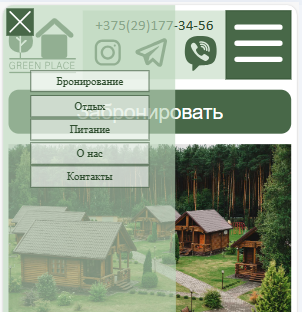 +375(29)177-34-56
GREEN PLACE
Бронирование
забронировать
Отдых
Питание
О нас
Контакты